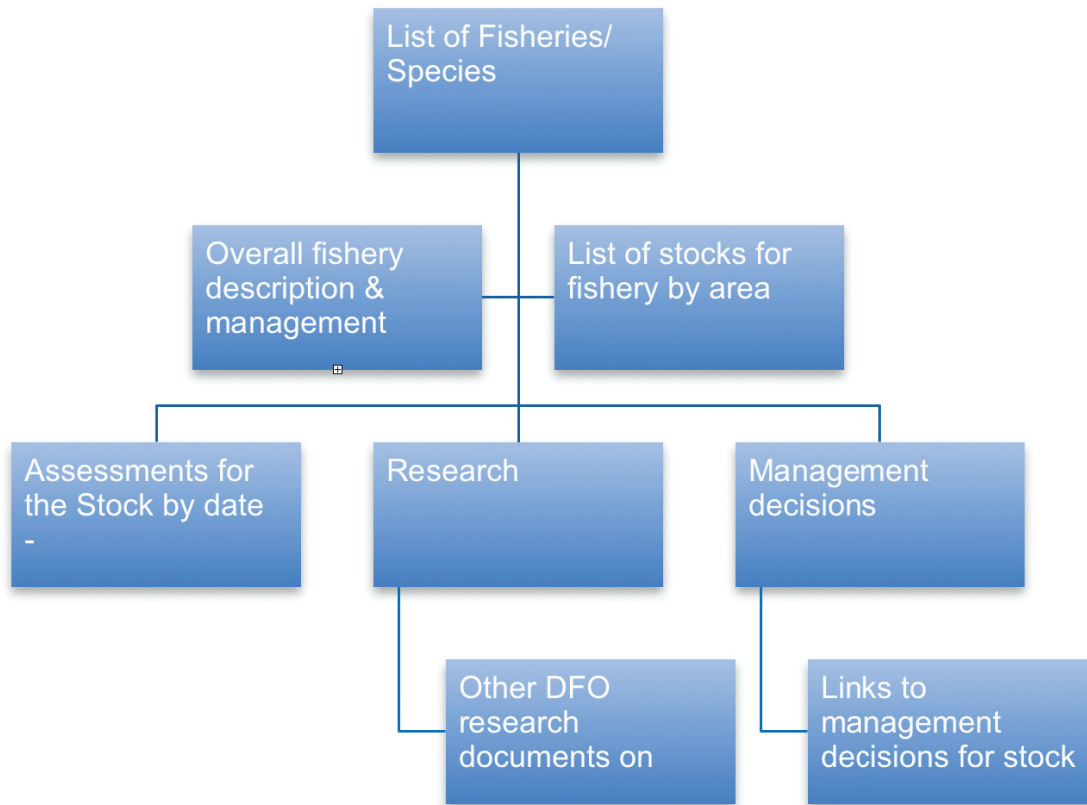 List of Fisheries/
Species
Overall fishery
description &
management
List of stocks for
fishery by area
Assessments for
the Stock by date
-
Research
Management
decisions
Other DFO
research
documents on
Links to
management
decisions for stock